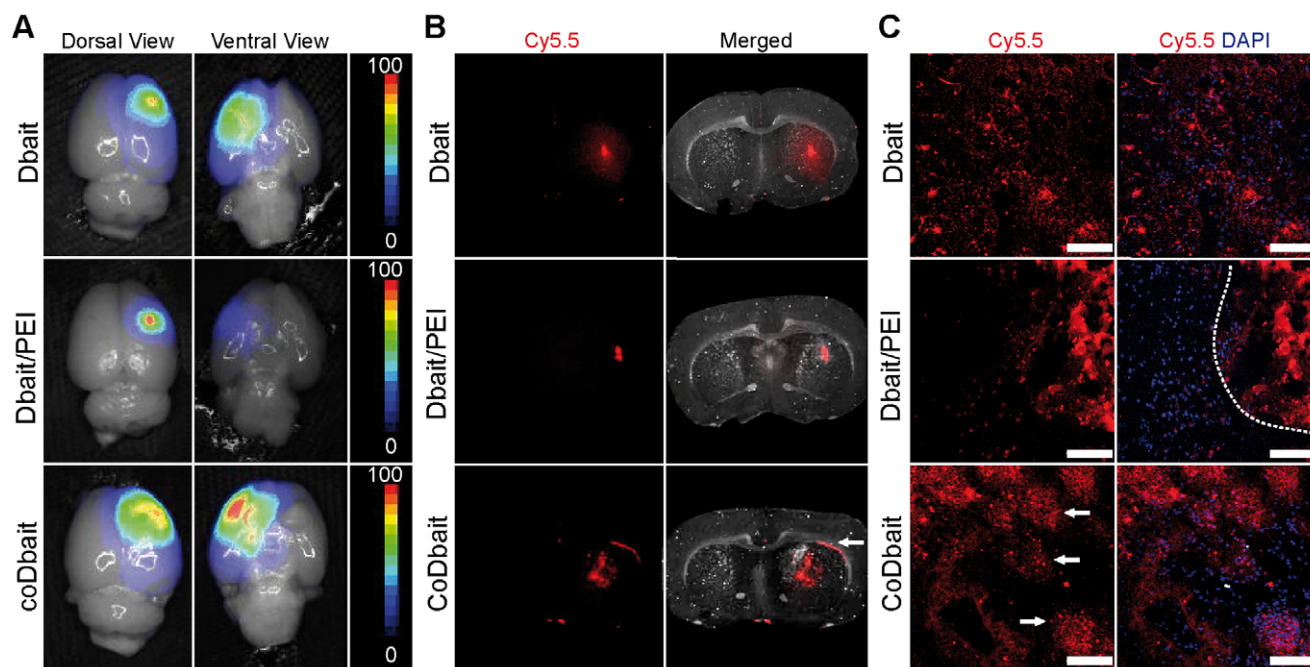 A
Dorsal View
Ventral View
B
Cy5.5
Merged
C
Cy5.5
Cy5.5 DAPI
Dbait
100
0
Dbait
Dbait
Dbait/PEI
100
0
Dbait/PEI
Dbait/PEI
coDbait
100
0
CoDbait
CoDbait